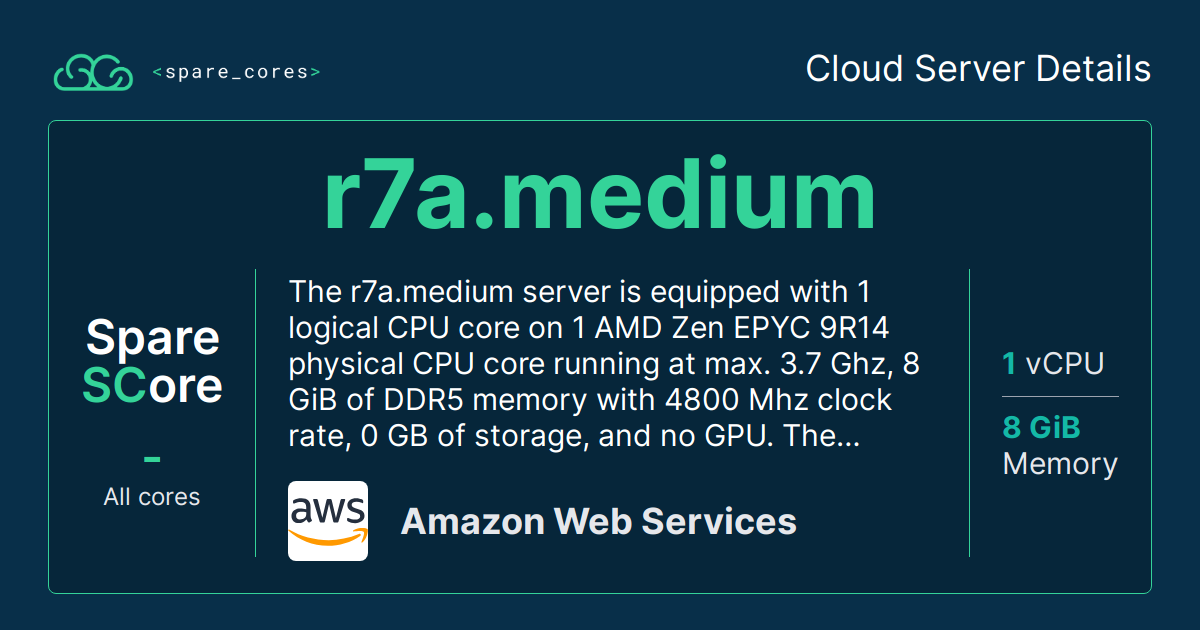 <spare_cores>
Cloud Server Details
r7a.medium
Spare
SCore
-
All cores
The r7a.medium server is equipped with 1
logical CPU core on 1 AMD Zen EPYC 9R14
physical CPU core running at max. 3.7 Ghz, 8
GiB of DDR5 memory with 4800 Mhz clock
rate, 0 GB of storage, and no GPU. The...
aws
Amazon Web Services
1 vCPU
8 GiB
Memory